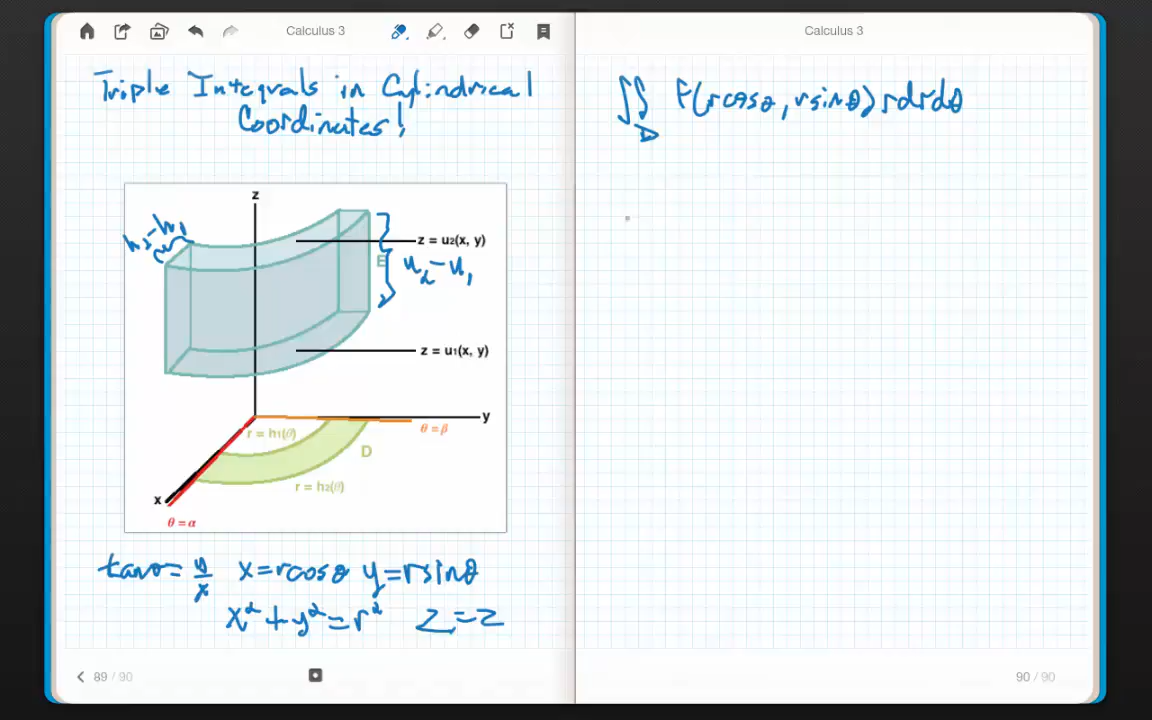 Calculus 3
Triple Integrals in Cylindrical
Coordinates!
z
h₂-h₁
z = u₂(x, y)
E
u₂-u₁
z = u₁(x, y)
y
r = h₁(θ)
θ = β
D
r = h₂(θ)
x
θ = α
tanθ = y/x x = rcosθ y = rsinθ
x² + y² = r² z = z
89 / 90
Calculus 3
∬_D F(rcosθ, rsinθ) r dr dθ
90 / 90